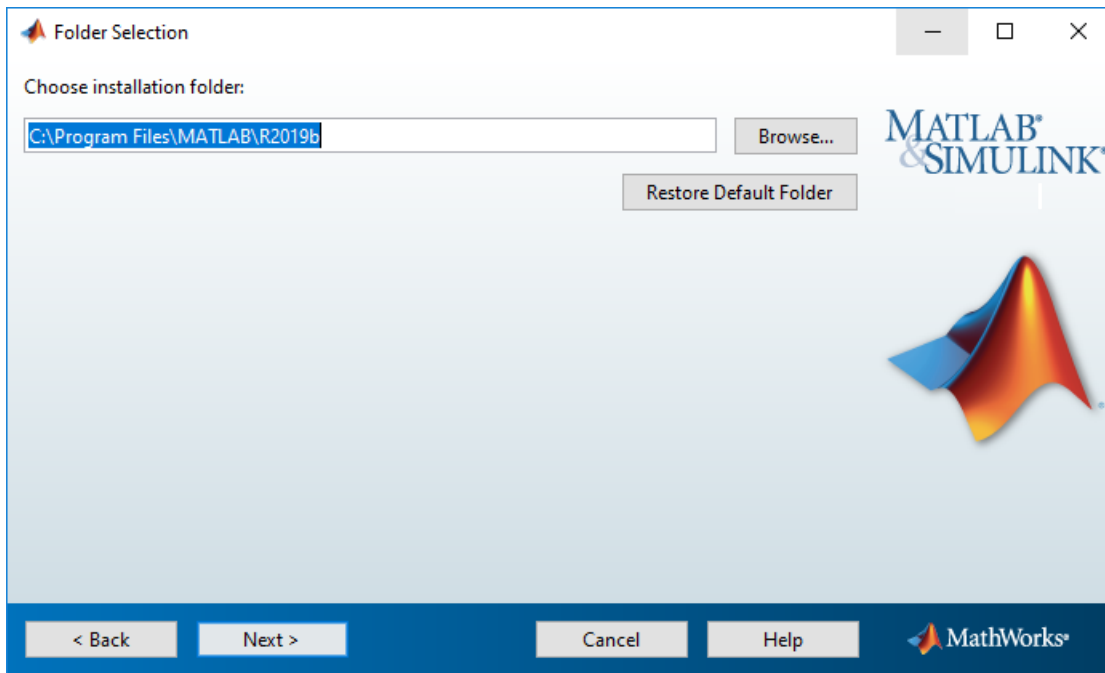 Folder Selection
Choose installation folder:
C:\Program Files\MATLAB\R2019b
Browse...
Restore Default Folder
MATLAB®
&SIMULINK®
®
< Back
Next >
Cancel
Help
MathWorks®